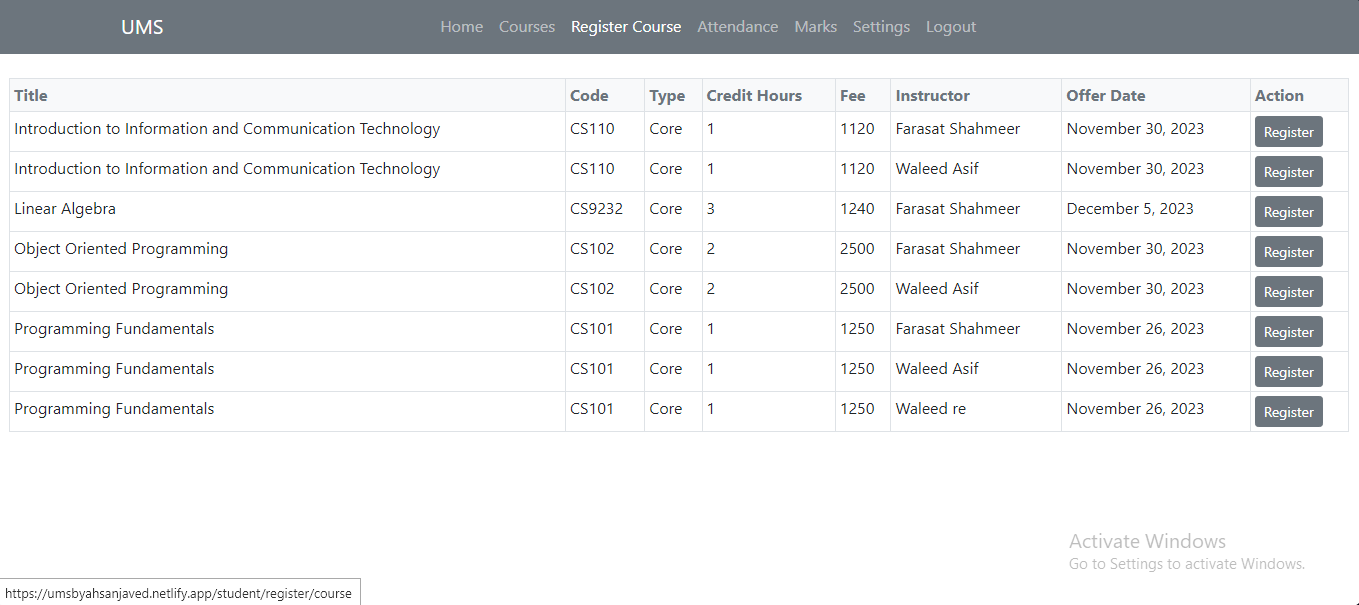 UMS Home Courses Register Course Attendance Marks Settings Logout
Title Code Type Credit Hours Fee Instructor Offer Date Action
Introduction to Information and Communication Technology CS110 Core 1 1120 Farasat Shahmeer November 30, 2023 Register
Introduction to Information and Communication Technology CS110 Core 1 1120 Waleed Asif November 30, 2023 Register
Linear Algebra CS9232 Core 3 1240 Farasat Shahmeer December 5, 2023 Register
Object Oriented Programming CS102 Core 2 2500 Farasat Shahmeer November 30, 2023 Register
Object Oriented Programming CS102 Core 2 2500 Waleed Asif November 30, 2023 Register
Programming Fundamentals CS101 Core 1 1250 Farasat Shahmeer November 26, 2023 Register
Programming Fundamentals CS101 Core 1 1250 Waleed Asif November 26, 2023 Register
Programming Fundamentals CS101 Core 1 1250 Waleed re November 26, 2023 Register
Activate Windows
Go to Settings to activate Windows.
https://umsbyahsanjaved.netlify.app/student/register/course